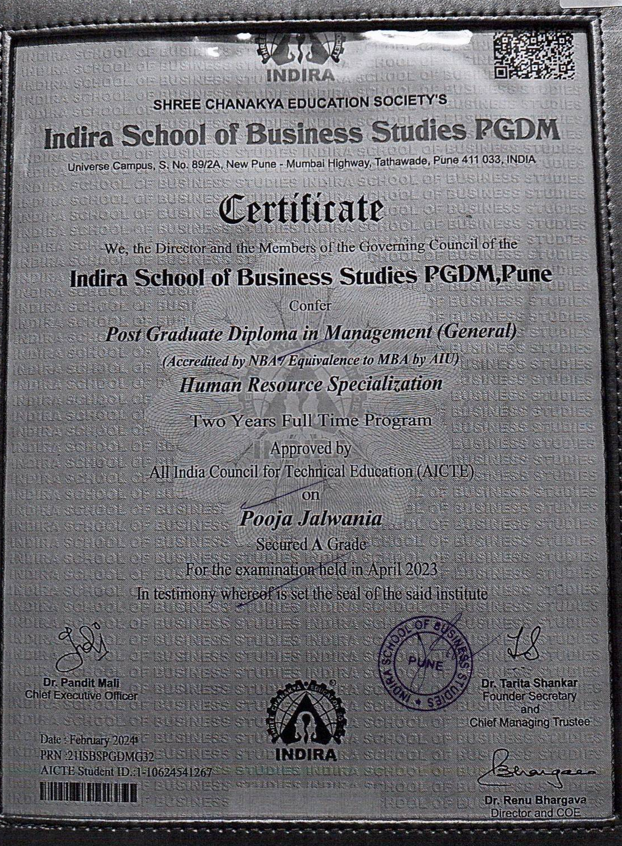 INDIRA
SHREE CHANAKYA EDUCATION SOCIETY'S
Indira School of Business Studies PGDM
Universe Campus, S. No. 89/2A, New Pune - Mumbai Highway, Tathawade, Pune 411 033, INDIA
Certificate
We, the Director and the Members of the Governing Council of the
Indira School of Business Studies PGDM,Pune
Confer
Post Graduate Diploma in Management (General)
(Accredited by NBA/ Equivalence to MBA by AIU)
Human Resource Specialization
Two Years Full Time Program
Approved by
All India Council for Technical Education (AICTE)
on
Pooja Jalwania
Secured A Grade
For the examination held in April 2023
In testimony whereof is set the seal of the said institute
INDIRA SCHOOL OF BUSINESS STUDIES
PUNE
Dr. Pandit Mali
Chief Executive Officer
Dr. Tarita Shankar
Founder Secretary
and
Chief Managing Trustee
INDIRA
Date : February 2024
PRN :21ISBSPGDMG32
AICTE Student ID.:1-10624541267
Bhargava
Dr. Renu Bhargava
Director and COE